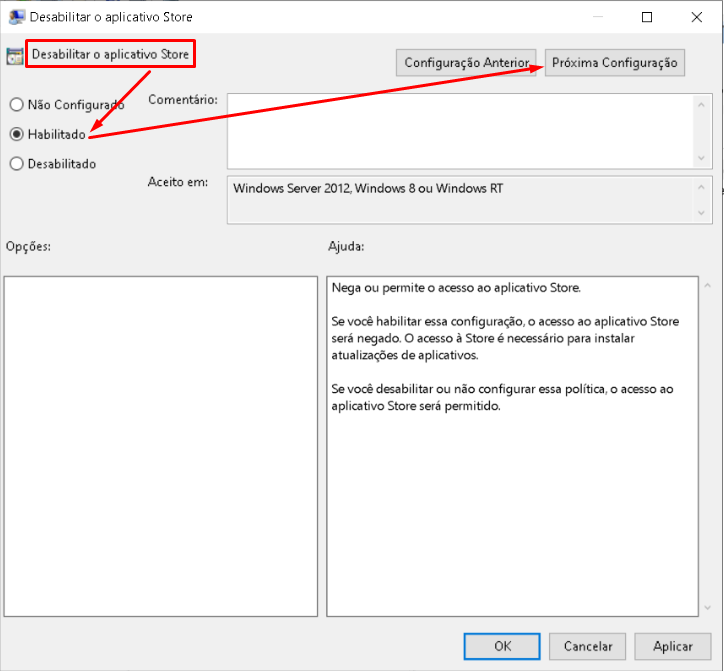 Desabilitar o aplicativo Store
Desabilitar o aplicativo Store
Configuração Anterior
Próxima Configuração
Não Configurado
Comentário:
Habilitado
Desabilitado
Aceito em:
Windows Server 2012, Windows 8 ou Windows RT
Opções:
Ajuda:
Nega ou permite o acesso ao aplicativo Store.
Se você habilitar essa configuração, o acesso ao aplicativo Store
será negado. O acesso à Store é necessário para instalar
atualizações de aplicativos.
Se você desabilitar ou não configurar essa política, o acesso ao
aplicativo Store será permitido.
OK
Cancelar
Aplicar